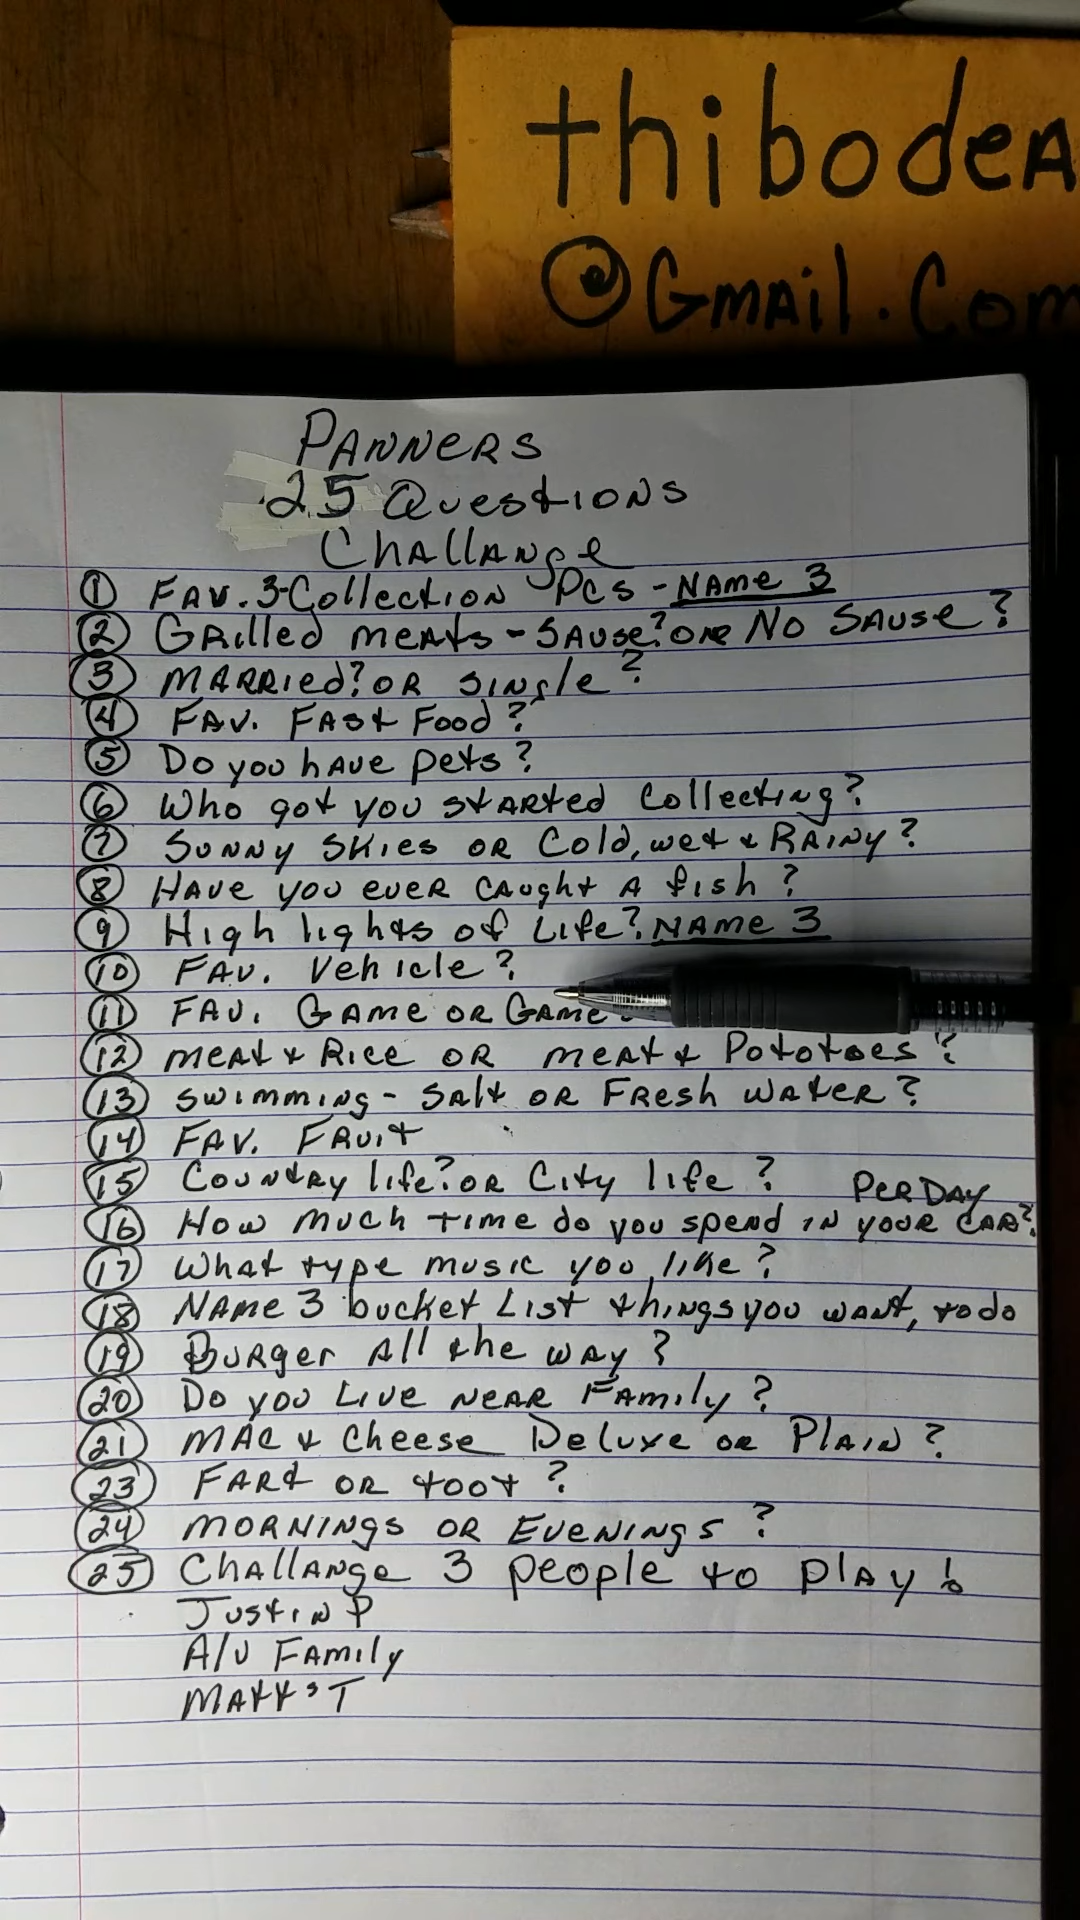 thibodeA
@GMAil.Com
PANNERS
25 Questions
ChAllANge
① FAV. 3-Collection Pcs - NAMe 3
② GRilled meats - SAUse? ore No SAUSE?
③ MARRied? OR Single?
④ FAV. FASt Food?
⑤ Do you hAve pets?
⑥ Who got you stARted Collecting?
⑦ SUNNY SKies OR Cold, wet & RAiNy?
⑧ HAVE you eveR CAught A fish?
⑨ High lights of Life? NAMe 3
⑩ FAV. Vehicle?
⑪ FAV. GAMe OR GAMe
⑫ meAt & Rice OR meAt & Pototoes?
⑬ swimming - SAlt OR FResh wAteR?
⑭ FAV. FRuit
⑮ CountRy life? OR City life?
PeR DAY
⑯ How much time do you spend iN youR CAR?
⑰ WhAt type music you like?
⑱ NAMe 3 bucket List things you wANt, to do
⑲ BurgeR All the wAy?
⑳ Do you Live NeAR FAmily?
㉑ MAC & Cheese Deluxe or PlAiN?
㉓ FARt OR toot?
㉔ MORNiNgs OR EveNiNgs?
㉕ ChAllANge 3 people to plAy!
JustiN P
A/U FAmily
MAtt's T